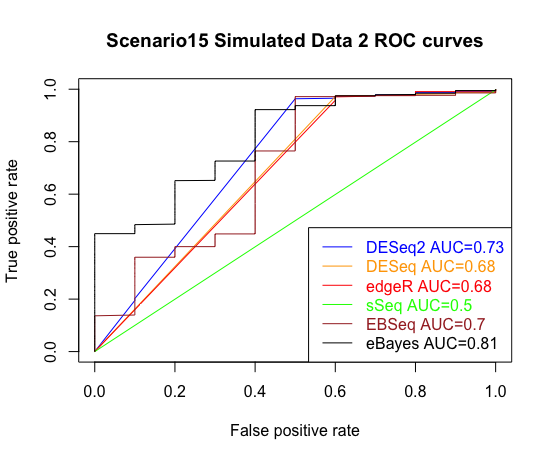 Scenario15 Simulated Data 2 ROC curves
True positive rate
1.0
0.8
0.6
0.4
0.2
0.0
DESeq2 AUC=0.73
DESeq AUC=0.68
edgeR AUC=0.68
sSeq AUC=0.5
EBSeq AUC=0.7
eBayes AUC=0.81
0.0 0.2 0.4 0.6 0.8 1.0
False positive rate